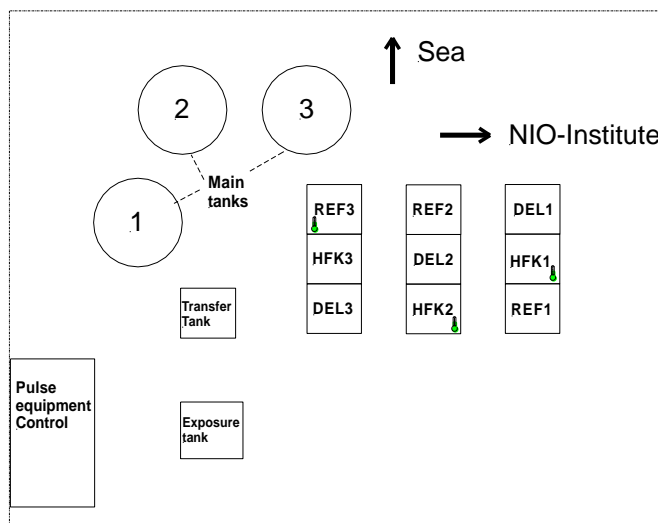 Sea
2
3
NIO-Institute
Main
tanks
1
REF3
REF2
DEL1
HFK3
DEL2
HFK1
Transfer
Tank
DEL3
HFK2
REF1
Pulse
equipment
Control
Exposure
tank